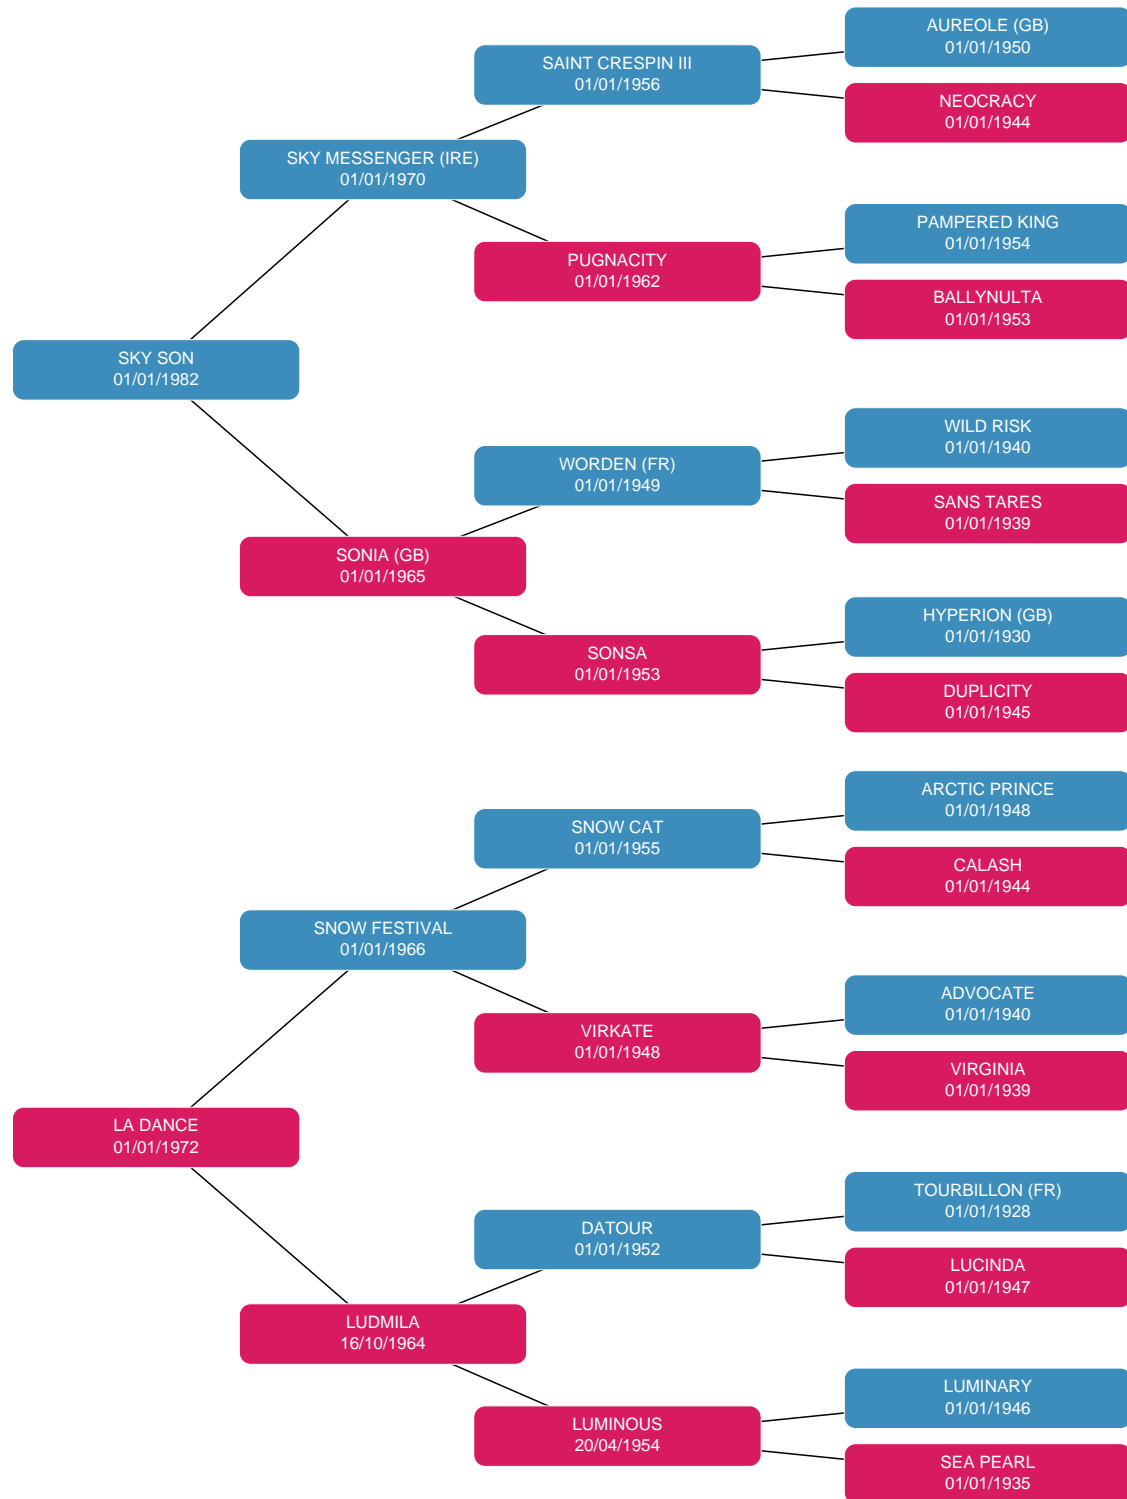 AUREOLE (GB)
01/01/1950
SAINT CRESPIN III
01/01/1956
NEOCRACY
01/01/1944
SKY MESSENGER (IRE)
01/01/1970
PAMPERED KING
01/01/1954
PUGNACITY
01/01/1962
BALLYNULTA
01/01/1953
SKY SON
01/01/1982
WILD RISK
01/01/1940
WORDEN (FR)
01/01/1949
SANS TARES
01/01/1939
SONIA (GB)
01/01/1965
HYPERION (GB)
01/01/1930
SONSA
01/01/1953
DUPLICITY
01/01/1945
ARCTIC PRINCE
01/01/1948
SNOW CAT
01/01/1955
CALASH
01/01/1944
SNOW FESTIVAL
01/01/1966
ADVOCATE
01/01/1940
VIRKATE
01/01/1948
VIRGINIA
01/01/1939
LA DANCE
01/01/1972
TOURBILLON (FR)
01/01/1928
DATOUR
01/01/1952
LUCINDA
01/01/1947
LUDMILA
16/10/1964
LUMINARY
01/01/1946
LUMINOUS
20/04/1954
SEA PEARL
01/01/1935